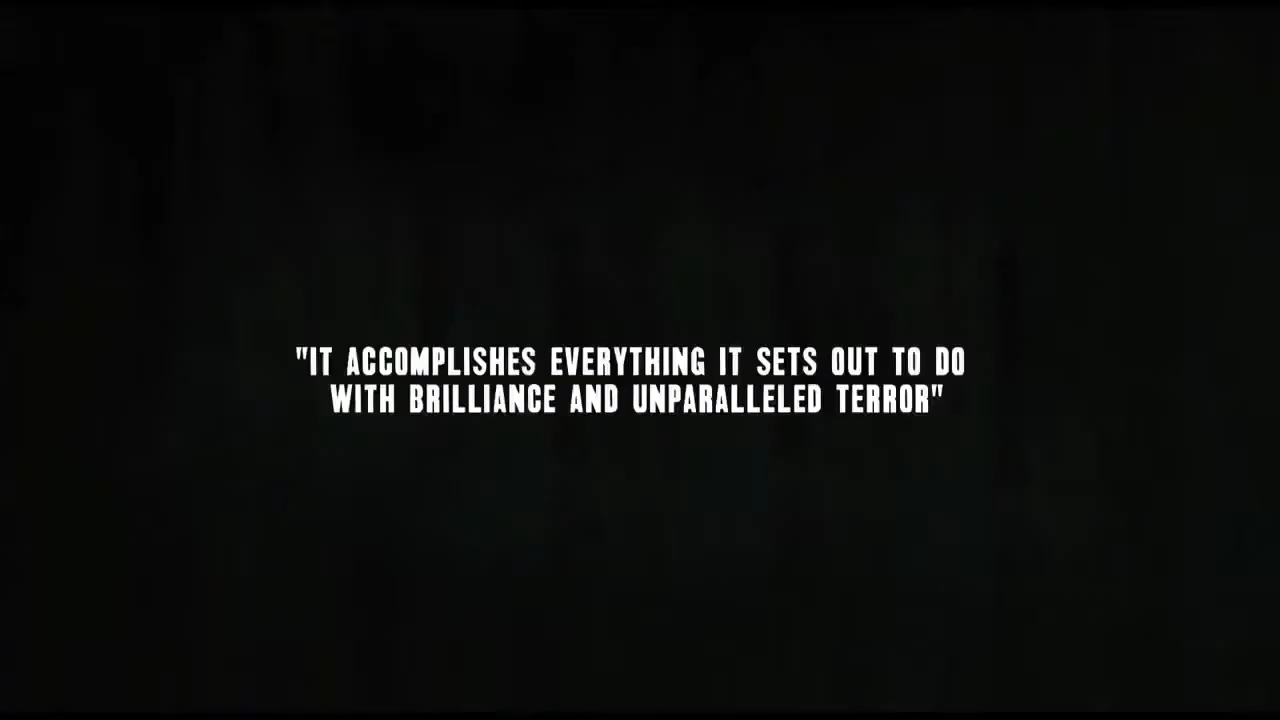 "IT ACCOMPLISHES EVERYTHING IT SETS OUT TO DO
WITH BRILLIANCE AND UNPARALLELED TERROR"